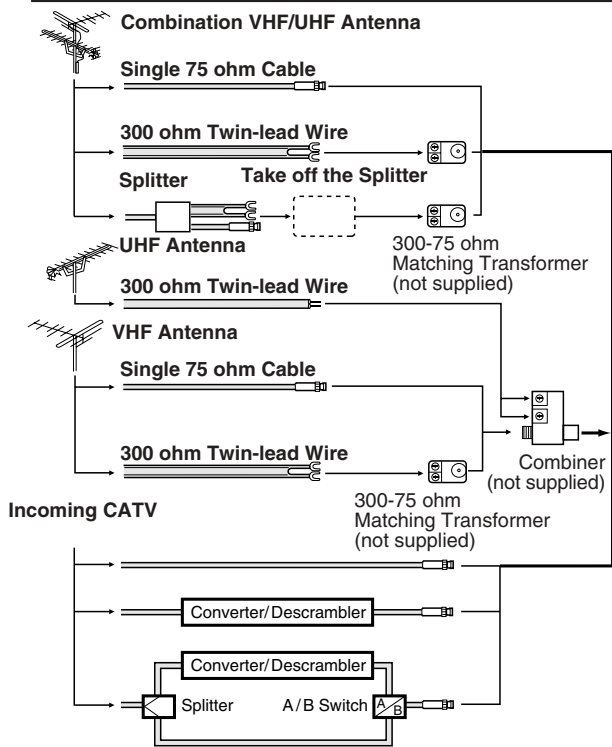 Combination VHF/UHF Antenna
Single 75 ohm Cable
300 ohm Twin-lead Wire
Splitter
Take off the Splitter
300-75 ohm
Matching Transformer
(not supplied)
UHF Antenna
300 ohm Twin-lead Wire
VHF Antenna
Single 75 ohm Cable
300 ohm Twin-lead Wire
Combiner
(not supplied)
300-75 ohm
Matching Transformer
(not supplied)
Incoming CATV
Converter/Descrambler
Converter/Descrambler
Splitter
A/B Switch
A
B